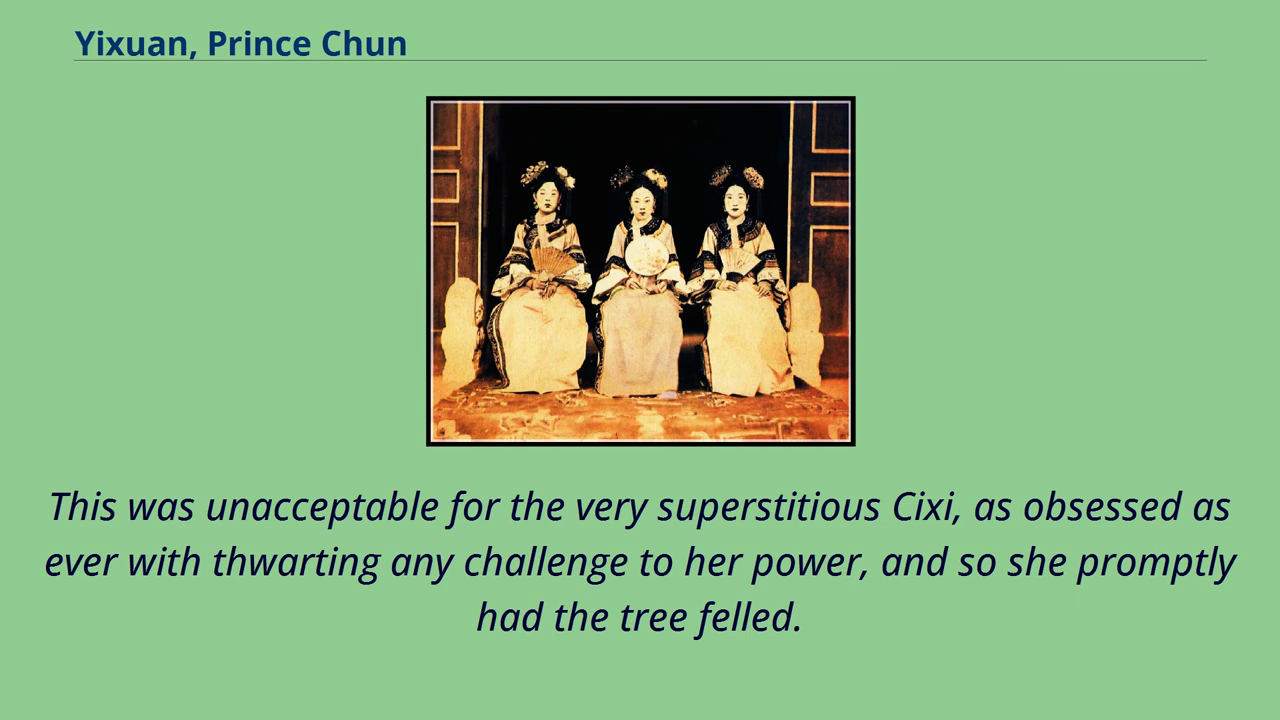 Yixuan, Prince Chun
This was unacceptable for the very superstitious Cixi, as obsessed as
ever with thwarting any challenge to her power, and so she promptly
had the tree felled.